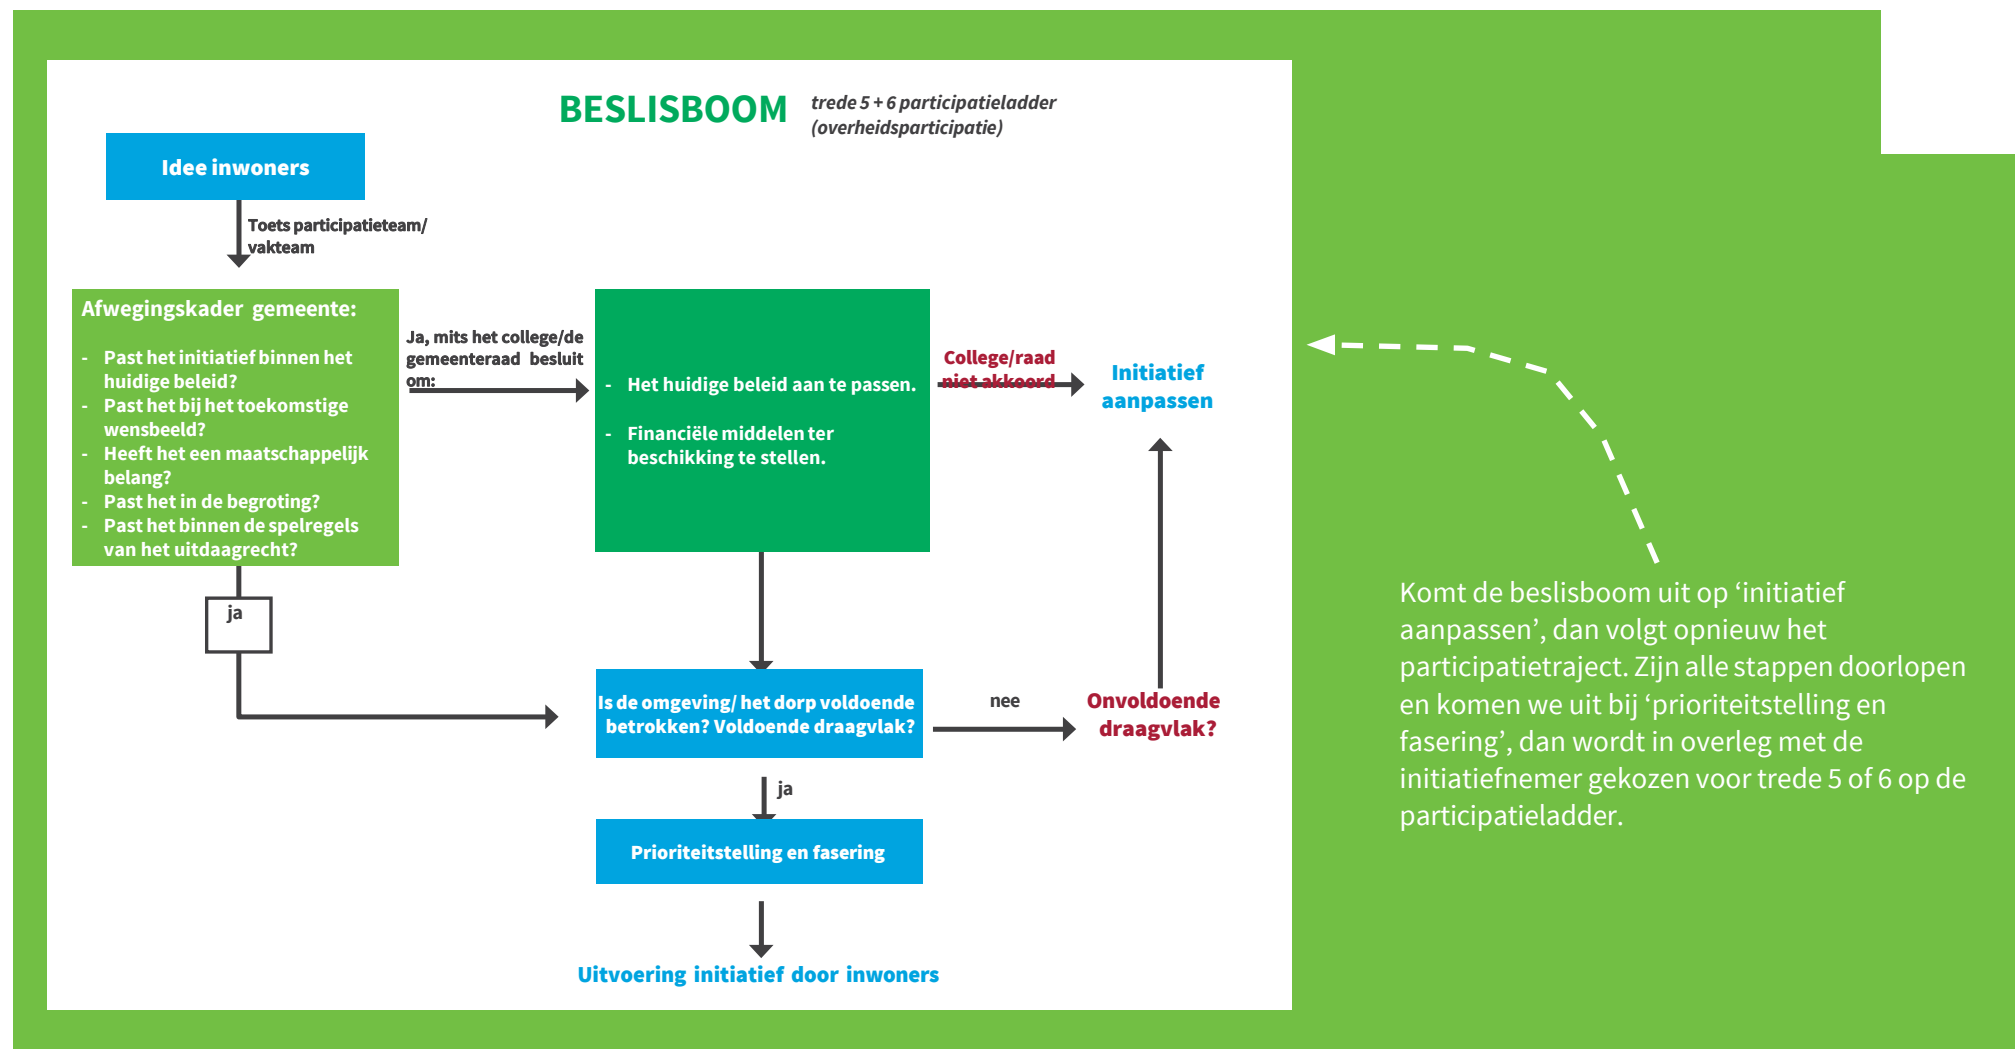 BESLISBOOM
trede 5 + 6 participatieladder
(overheidsparticipatie)
Idee inwoners
Toets participatieteam/
vakteam
Afwegingskader gemeente:
- Past het initiatief binnen het
huidige beleid?
- Past het bij het toekomstige
wensbeeld?
- Heeft het een maatschappelijk
belang?
- Past het in de begroting?
- Past het binnen de spelregels
van het uitdaagrecht?
Ja, mits het college/de
gemeenteraad besluit
om:
- Het huidige beleid aan te passen.
- Financiële middelen ter
beschikking te stellen.
College/raad
niet akkoord
Initiatief
aanpassen
ja
Is de omgeving/ het dorp voldoende
betrokken? Voldoende draagvlak?
nee
Onvoldoende
draagvlak?
ja
Prioriteitstelling en fasering
Uitvoering initiatief door inwoners
Komt de beslisboom uit op ‘initiatief
aanpassen’, dan volgt opnieuw het
participatietraject. Zijn alle stappen doorlopen
en komen we uit bij ‘prioriteitstelling en
fasering’, dan wordt in overleg met de
initiatiefnemer gekozen voor trede 5 of 6 op de
participatieladder.